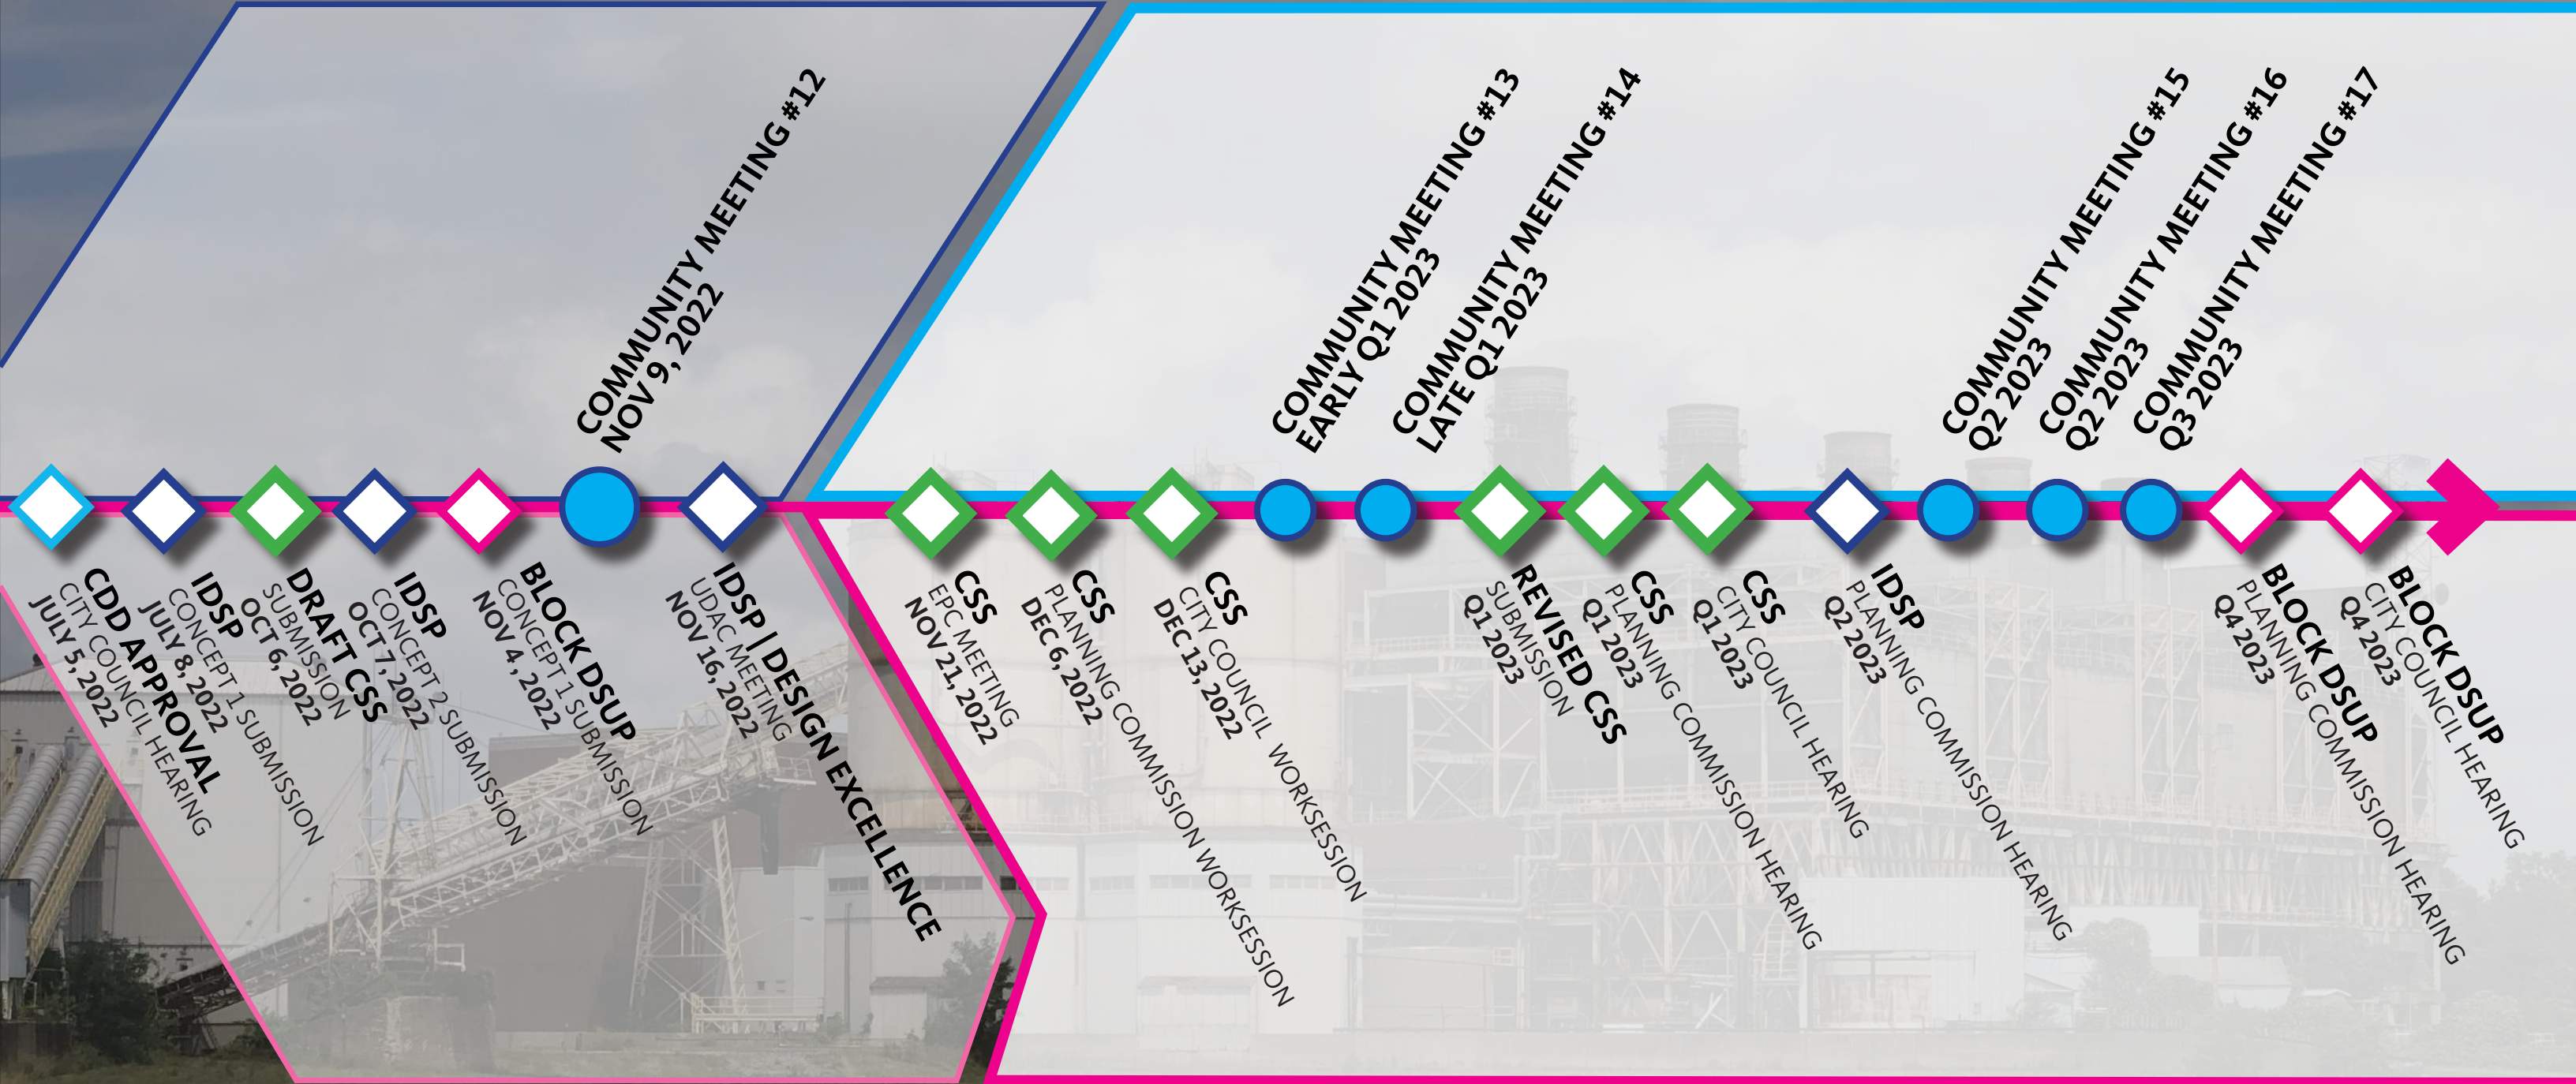 COMMUNITY MEETING #12
NOV 9, 2022
COMMUNITY MEETING #13
EARLY Q1 2023
COMMUNITY MEETING #14
LATE Q1 2023
COMMUNITY MEETING #15
Q2 2023
COMMUNITY MEETING #16
Q2 2023
COMMUNITY MEETING #17
Q3 2023
CDD APPROVAL
CITY COUNCIL HEARING
JULY 5, 2022
IDSP
CONCEPT 1 SUBMISSION
JULY 8, 2022
DRAFT CSS
SUBMISSION
OCT 6, 2022
IDSP
CONCEPT 2 SUBMISSION
OCT 7, 2022
BLOCK DSUP
CONCEPT 1 SUBMISSION
NOV 4, 2022
IDSP | DESIGN EXCELLENCE
UDAC MEETING
NOV 16, 2022
CSS
EPC MEETING
NOV 21, 2022
CSS
PLANNING COMMISSION WORKSESSION
DEC 6, 2022
CSS
CITY COUNCIL WORKSESSION
DEC 13, 2022
REVISED CSS
SUBMISSION
Q1 2023
CSS
PLANNING COMMISSION HEARING
Q1 2023
CSS
CITY COUNCIL HEARING
Q1 2023
IDSP
PLANNING COMMISSION HEARING
Q2 2023
BLOCK DSUP
PLANNING COMMISSION HEARING
Q4 2023
BLOCK DSUP
CITY COUNCIL HEARING
Q4 2023